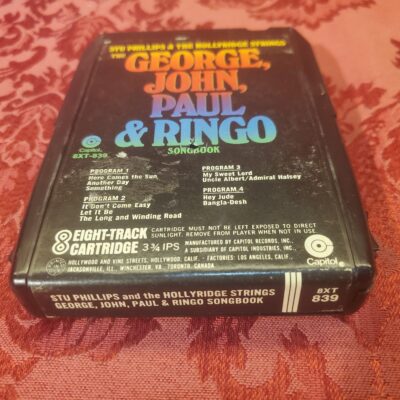 STU PHILLIPS & THE HOLLYRIDGE STRINGS
THE
GEORGE,
JOHN,
PAUL
& RINGO
SONGBOOK
Capitol
8XT-839
PROGRAM 1
Here Comes the Sun
Another Day
Something
PROGRAM 2
It Don't Come Easy
Let It Be
The Long and Winding Road
PROGRAM 3
My Sweet Lord
Uncle Albert/Admiral Halsey
PROGRAM 4
Hey Jude
Bangla-Desh
8 EIGHT-TRACK
CARTRIDGE 3¾ IPS
CARTRIDGE MUST NOT BE LEFT EXPOSED TO DIRECT
SUNLIGHT. REMOVE FROM PLAYER WHEN NOT IN USE.
MANUFACTURED BY CAPITOL RECORDS, INC.,
A SUBSIDIARY OF CAPITOL INDUSTRIES, INC.,
HOLLYWOOD AND VINE STREETS, HOLLYWOOD, CALIF. · FACTORIES: LOS ANGELES, CALIF.,
JACKSONVILLE, ILL., WINCHESTER, VA. TORONTO, CANADA.
Capitol
STU PHILLIPS and the HOLLYRIDGE STRINGS
GEORGE, JOHN, PAUL & RINGO SONGBOOK
8XT
839